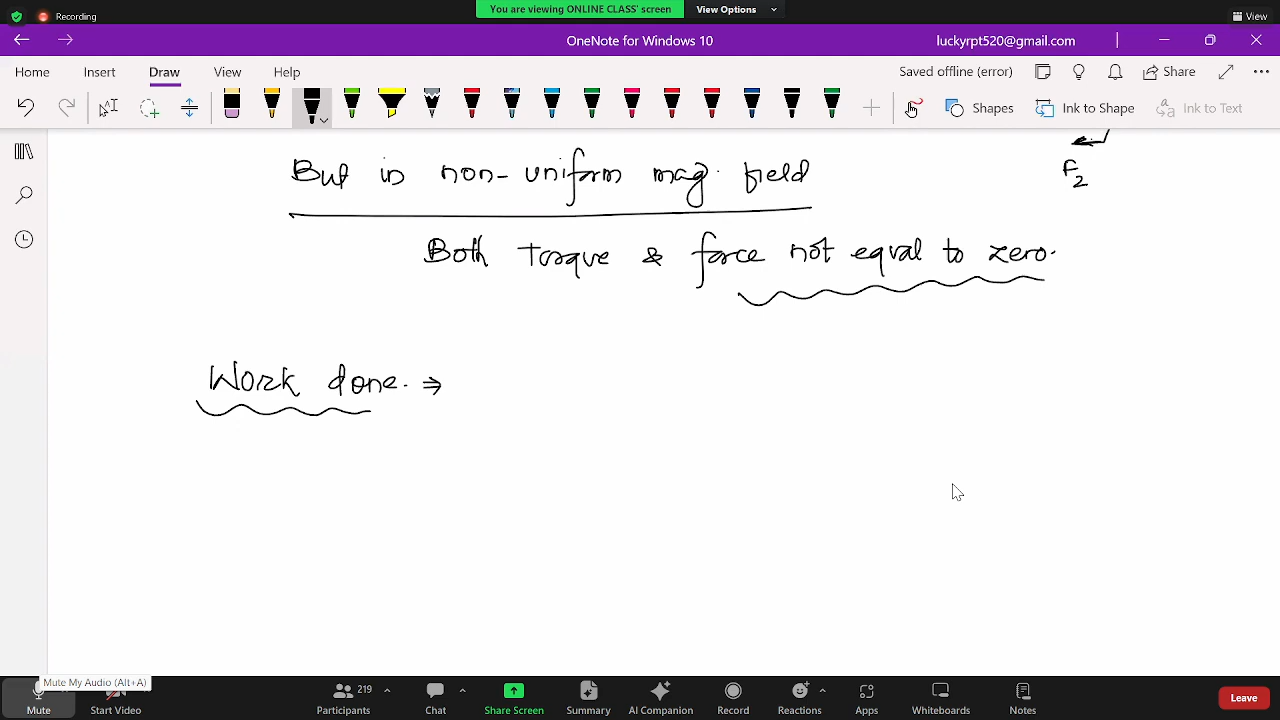 Recording
You are viewing ONLINE CLASS' screen
View Options
View
OneNote for Windows 10
luckyrpt520@gmail.com
Home Insert Draw View Help
Saved offline (error)
Share
Shapes
Ink to Shape
Ink to Text
But in non-uniform mag. field
F2
Both torque & force not equal to zero.
Work done. ⇒
Mute My Audio (Alt+A)
219
Mute
Start Video
Participants
Chat
Share Screen
Summary
AI Companion
Record
Reactions
Apps
Whiteboards
Notes
Leave